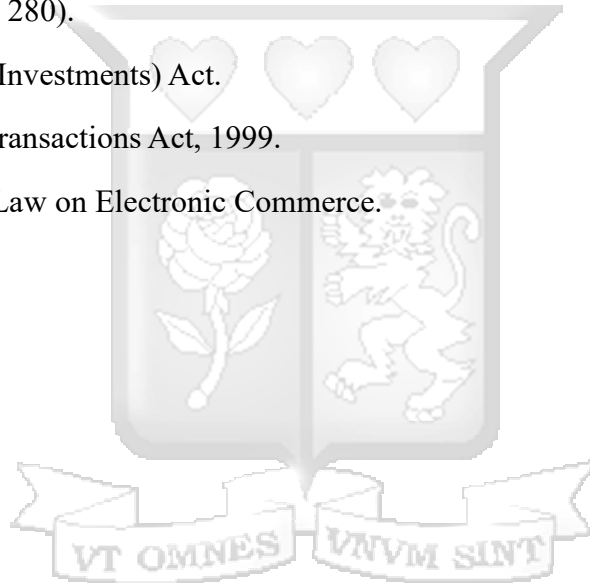 280).
Investments) Act.
ransactions Act, 1999.
Law on Electronic Commerce.
VT OMNES VNVM SINT